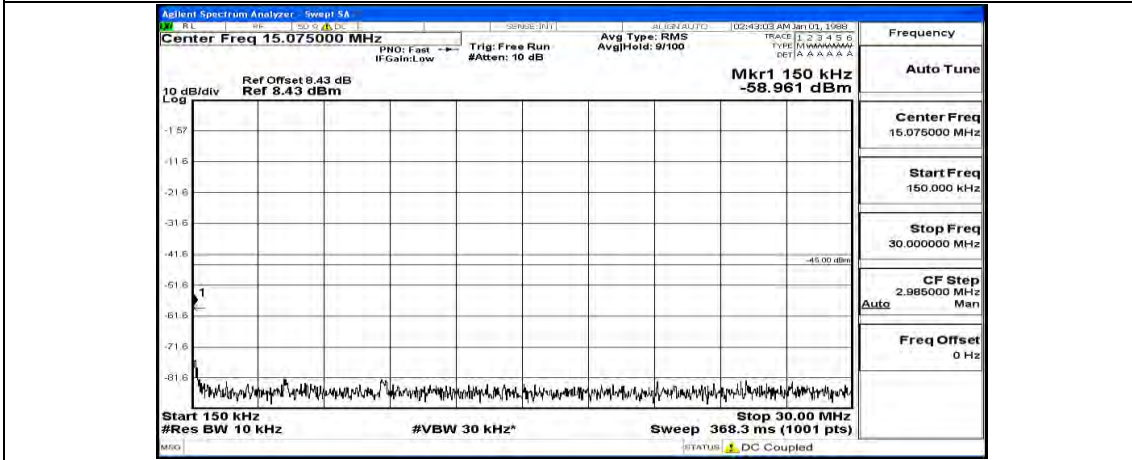 Agilent Spectrum Analyzer - Swept SA
RL RF 50 Ω DC SENSE:INT ALIGN AUTO 02:43:03 AM Jan 01, 1988
Center Freq 15.075000 MHz
PNO: Fast
IFGain:Low
Trig: Free Run
#Atten: 10 dB
Avg Type: RMS
Avg|Hold: 9/100
TRACE 1 2 3 4 5 6
TYPE M
DET A A A A A A
Ref Offset 8.43 dB
Ref 8.43 dBm
10 dB/div
Log
Mkr1 150 kHz
-58.961 dBm
-1.57
-11.6
-21.6
-31.6
-41.6
-51.6
-61.6
-71.6
-81.6
-45.00 dBm
1
Start 150 kHz
#Res BW 10 kHz
#VBW 30 kHz*
Stop 30.00 MHz
Sweep 368.3 ms (1001 pts)
MSG
STATUS DC Coupled
Frequency
Auto Tune
Center Freq
15.075000 MHz
Start Freq
150.000 kHz
Stop Freq
30.000000 MHz
CF Step
2.985000 MHz
Auto Man
Freq Offset
0 Hz